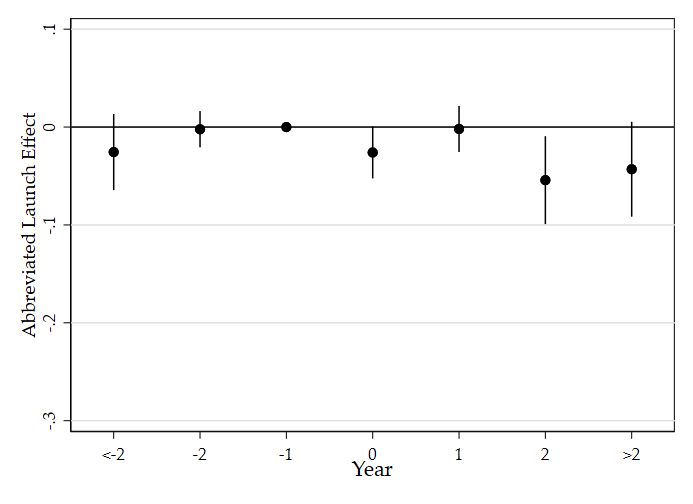 Abbreviated Launch Effect
.1
0
-.1
-.2
-.3
<-2 -2 -1 0 1 2 >2
Year